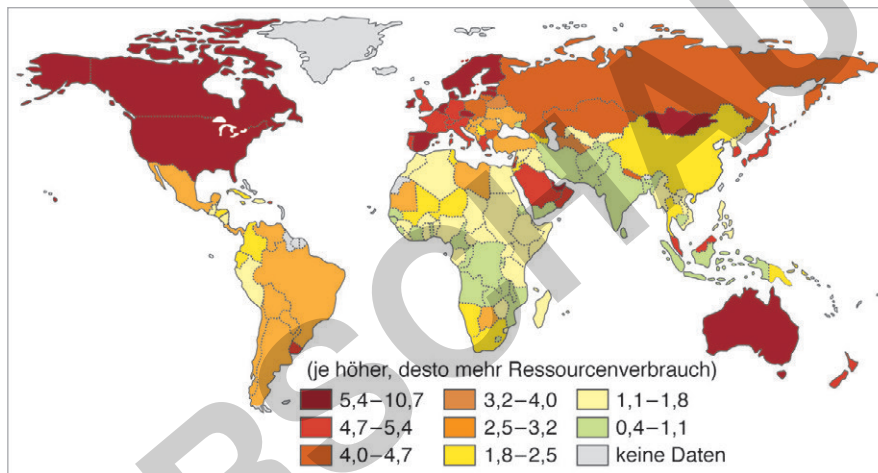 (je höher, desto mehr Ressourcenverbrauch)
5,4–10,7 3,2–4,0 1,1–1,8
4,7–5,4 2,5–3,2 0,4–1,1
4,0–4,7 1,8–2,5 keine Daten